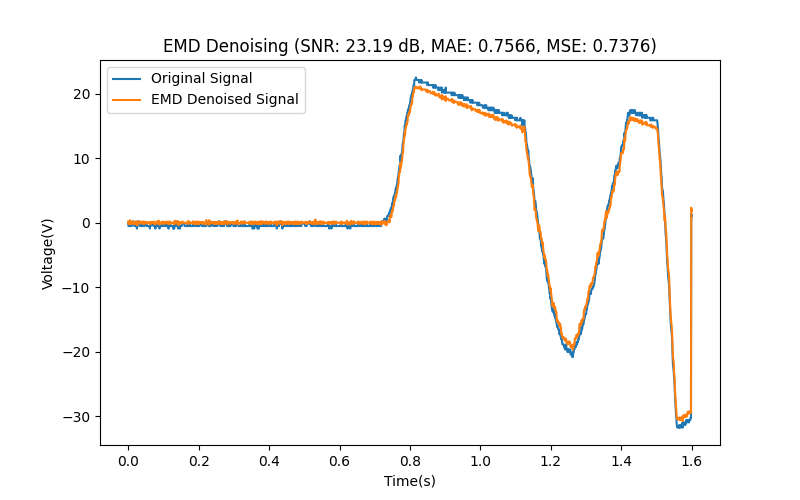 EMD Denoising (SNR: 23.19 dB, MAE: 0.7566, MSE: 0.7376)
Original Signal
EMD Denoised Signal
20
10
0
−10
−20
−30
Voltage(V)
0.0 0.2 0.4 0.6 0.8 1.0 1.2 1.4 1.6
Time(s)